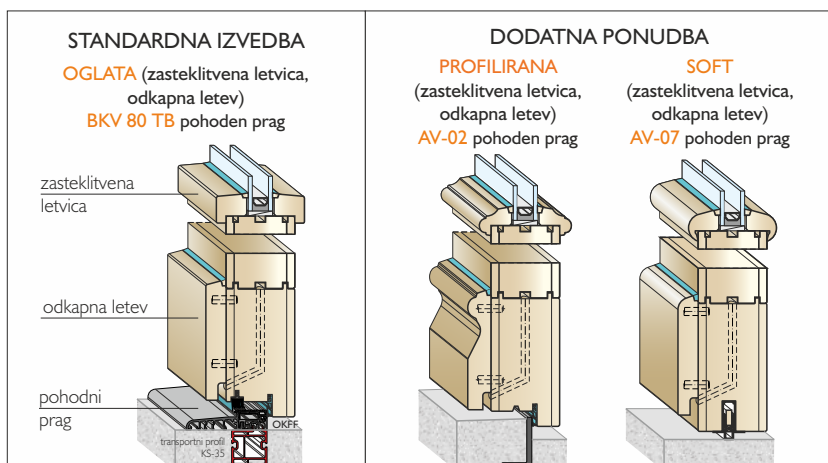 STANDARDNA IZVEDBA
OGLATA (zasteklitvena letvica,
odkapna letev)
BKV 80 TB pohoden prag
zasteklitvena
letvica
odkapna letev
pohodni
prag
transportni profil
KS-35
OKFF
DODATNA PONUDBA
PROFILIRANA
(zasteklitvena letvica,
odkapna letev)
AV-02 pohoden prag
SOFT
(zasteklitvena letvica,
odkapna letev)
AV-07 pohoden prag